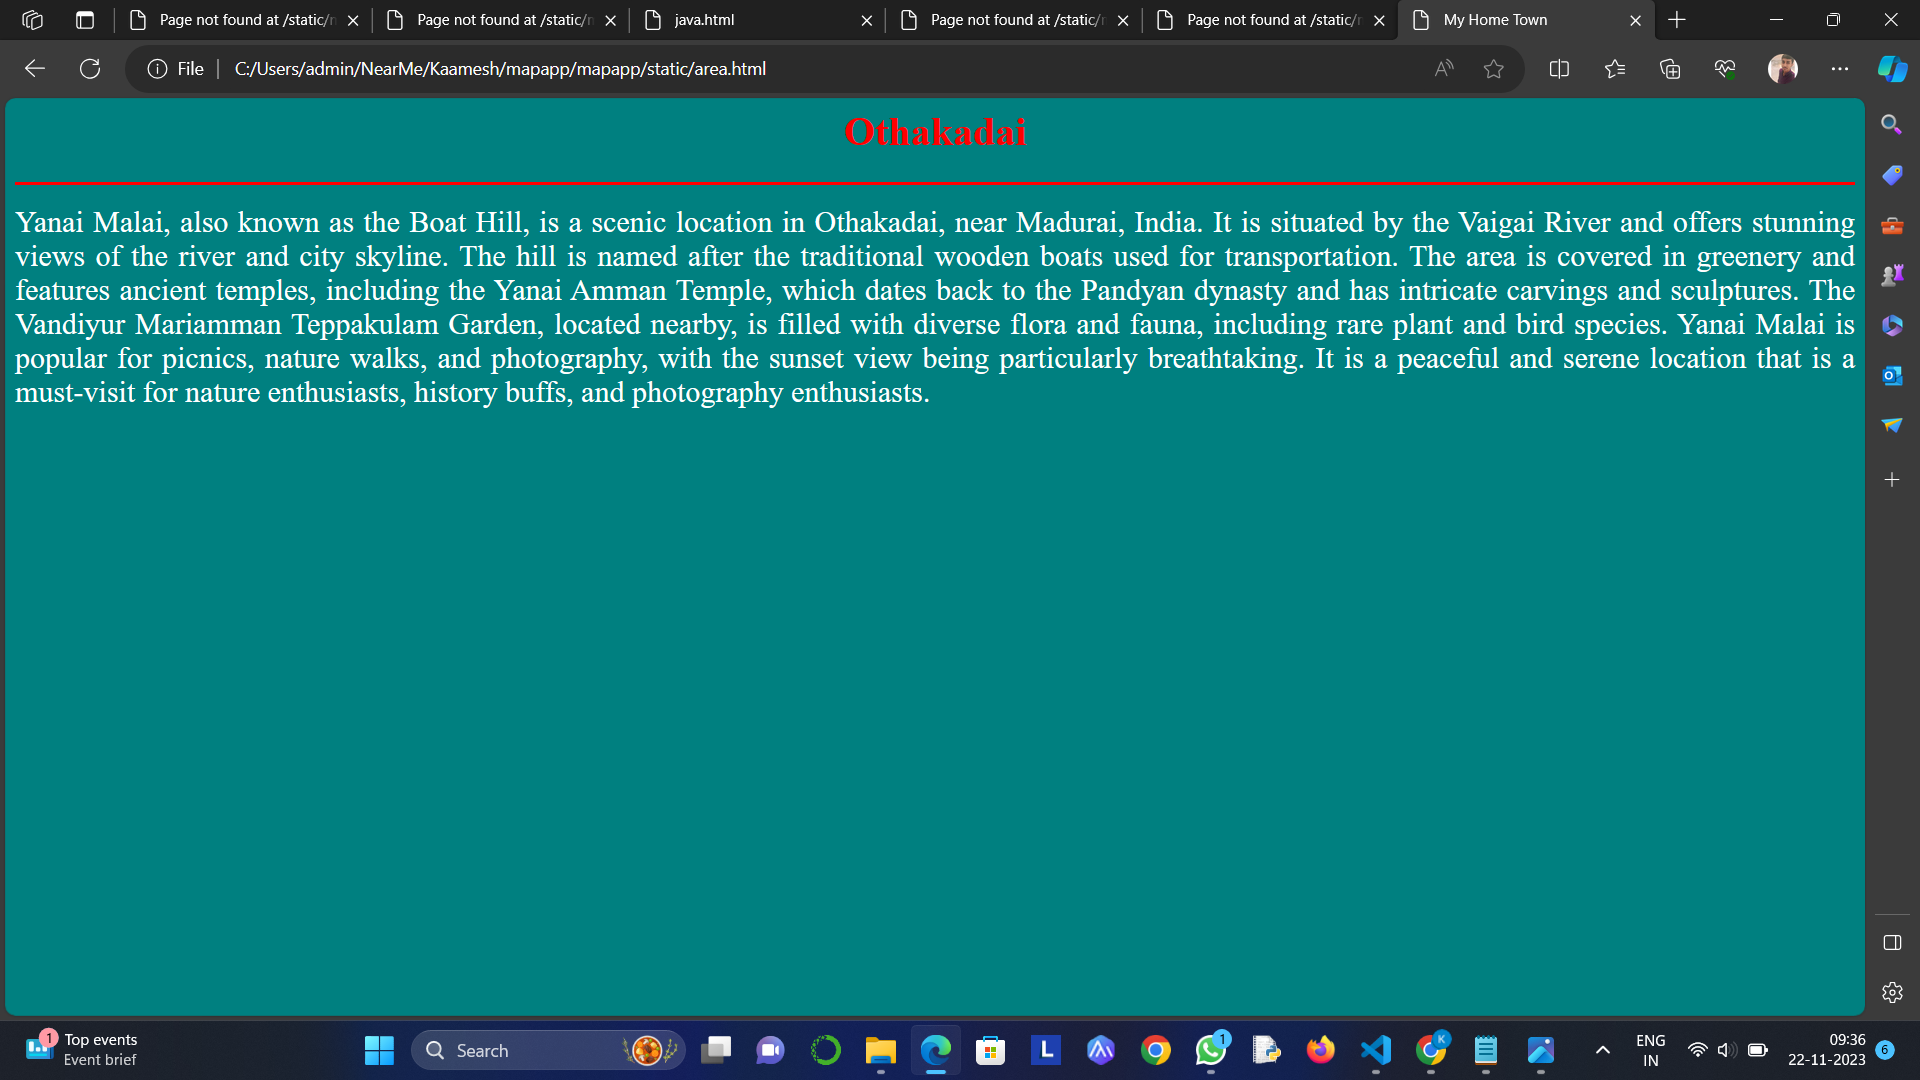 Page not found at /static/
Page not found at /static/
java.html
Page not found at /static/
Page not found at /static/
My Home Town
File
C:/Users/admin/NearMe/Kaamesh/mapapp/mapapp/static/area.html
Othakadai
Yanai Malai, also known as the Boat Hill, is a scenic location in Othakadai, near Madurai, India. It is situated by the Vaigai River and offers stunning
views of the river and city skyline. The hill is named after the traditional wooden boats used for transportation. The area is covered in greenery and
features ancient temples, including the Yanai Amman Temple, which dates back to the Pandyan dynasty and has intricate carvings and sculptures. The
Vandiyur Mariamman Teppakulam Garden, located nearby, is filled with diverse flora and fauna, including rare plant and bird species. Yanai Malai is
popular for picnics, nature walks, and photography, with the sunset view being particularly breathtaking. It is a peaceful and serene location that is a
must-visit for nature enthusiasts, history buffs, and photography enthusiasts.
1
Top events
Event brief
Search
L
1
K
ENG
IN
09:36
22-11-2023
6